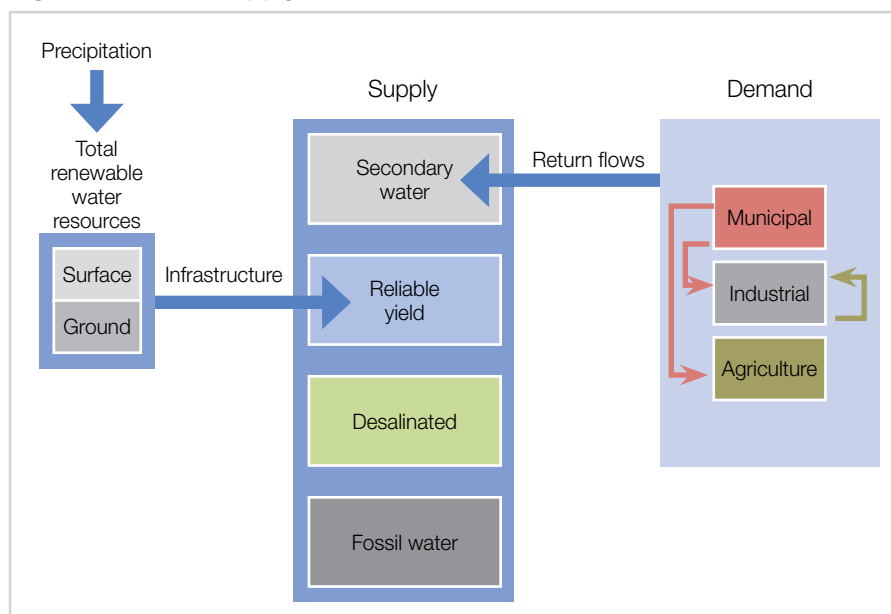 Precipitation
Total
renewable
water
resources
Surface
Ground
Infrastructure
Supply
Secondary
water
Reliable
yield
Desalinated
Fossil water
Return flows
Demand
Municipal
Industrial
Agriculture